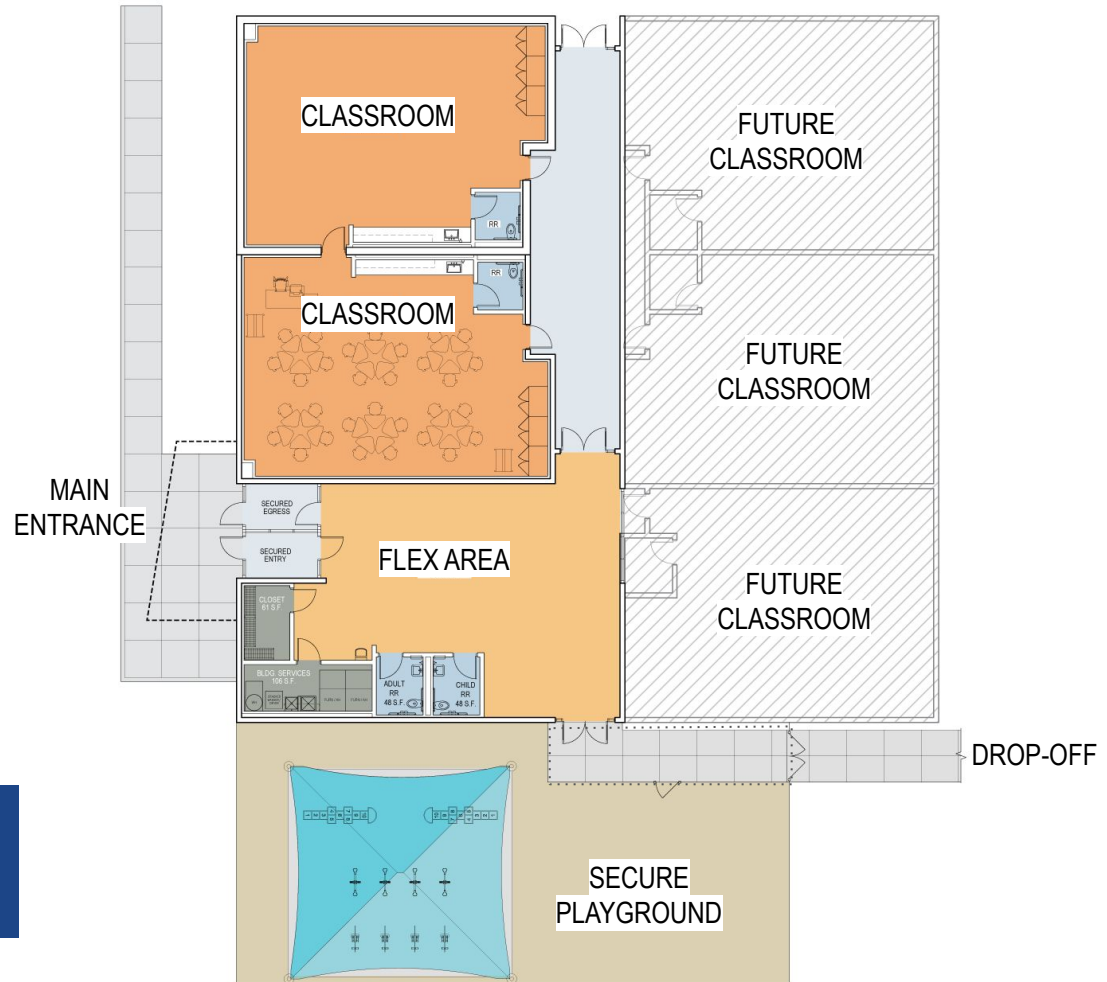 CLASSROOM
FUTURE
CLASSROOM
RR
RR
CLASSROOM
FUTURE
CLASSROOM
MAIN
ENTRANCE
SECURED
EGRESS
SECURED
ENTRY
FLEX AREA
FUTURE
CLASSROOM
CLOSET
61 S.F.
BLDG SERVICES
106 S.F.
ADULT
RR
48 S.F.
CHILD
RR
48 S.F.
DROP-OFF
SECURE
PLAYGROUND